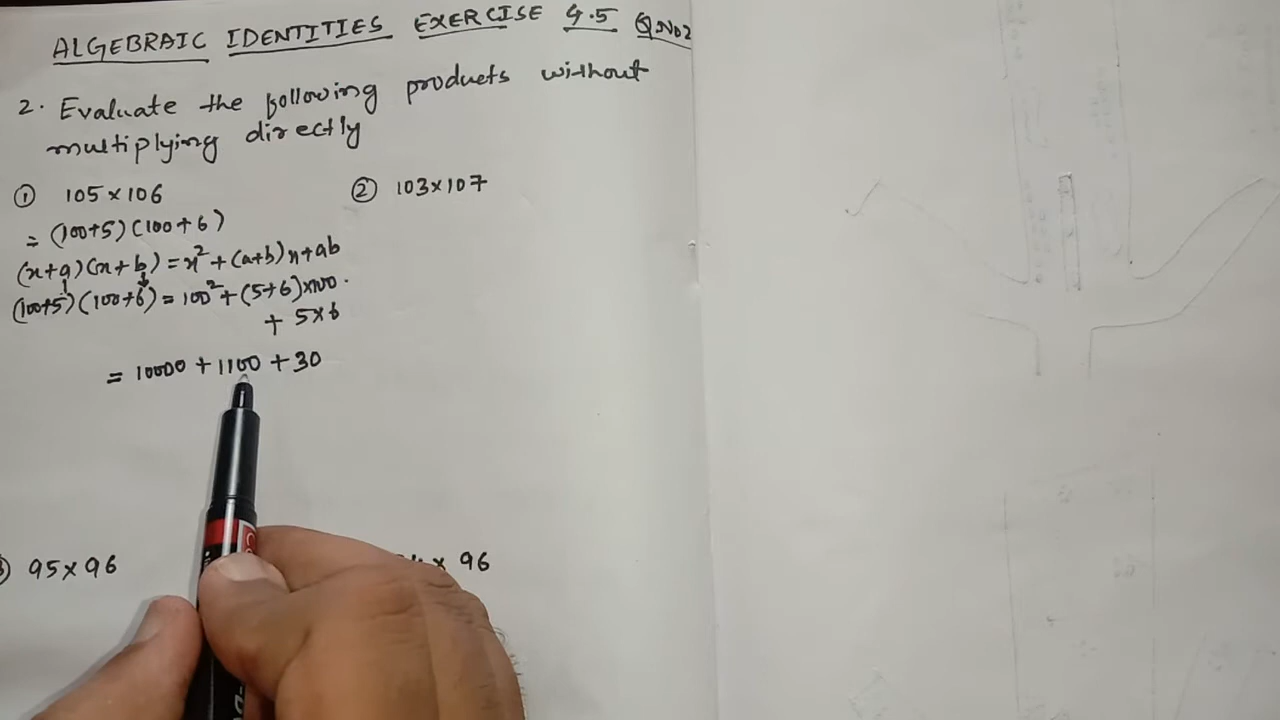 ALGEBRAIC IDENTITIES EXERCISE 4.5 Q.No2
2. Evaluate the following products without
multiplying directly
① 105 × 106
② 103 × 107
= (100+5) (100+6)
(x+a) (x+b) = x² + (a+b) x + ab
(100+5) (100+6) = 100² + (5+6) × 100
+ 5 × 6
= 10000 + 1100 + 30
95 × 96
× 96